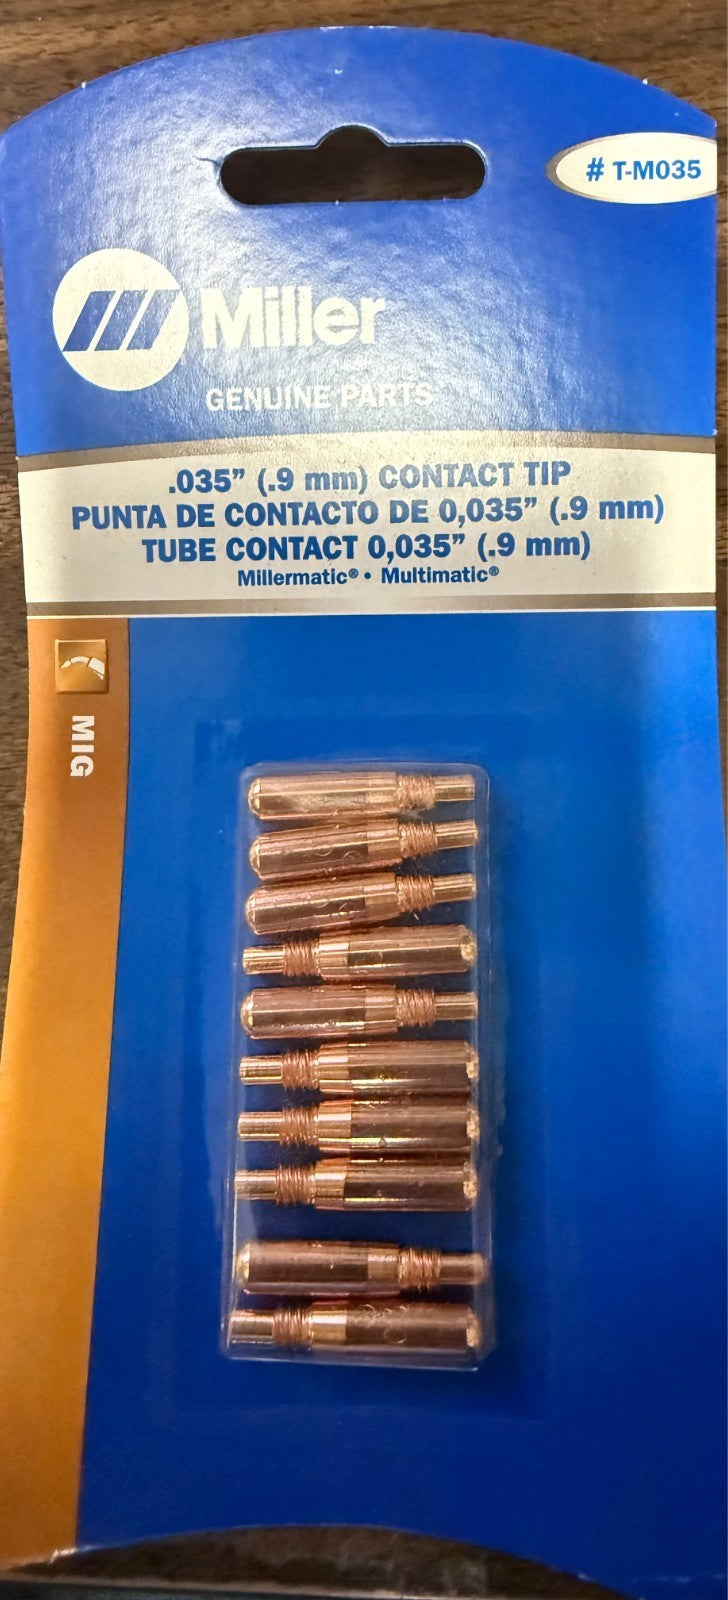 # T-M035
Miller
GENUINE PARTS
.035” (.9 mm) CONTACT TIP
PUNTA DE CONTACTO DE 0,035” (.9 mm)
TUBE CONTACT 0,035” (.9 mm)
Millermatic® • Multimatic®
MIG